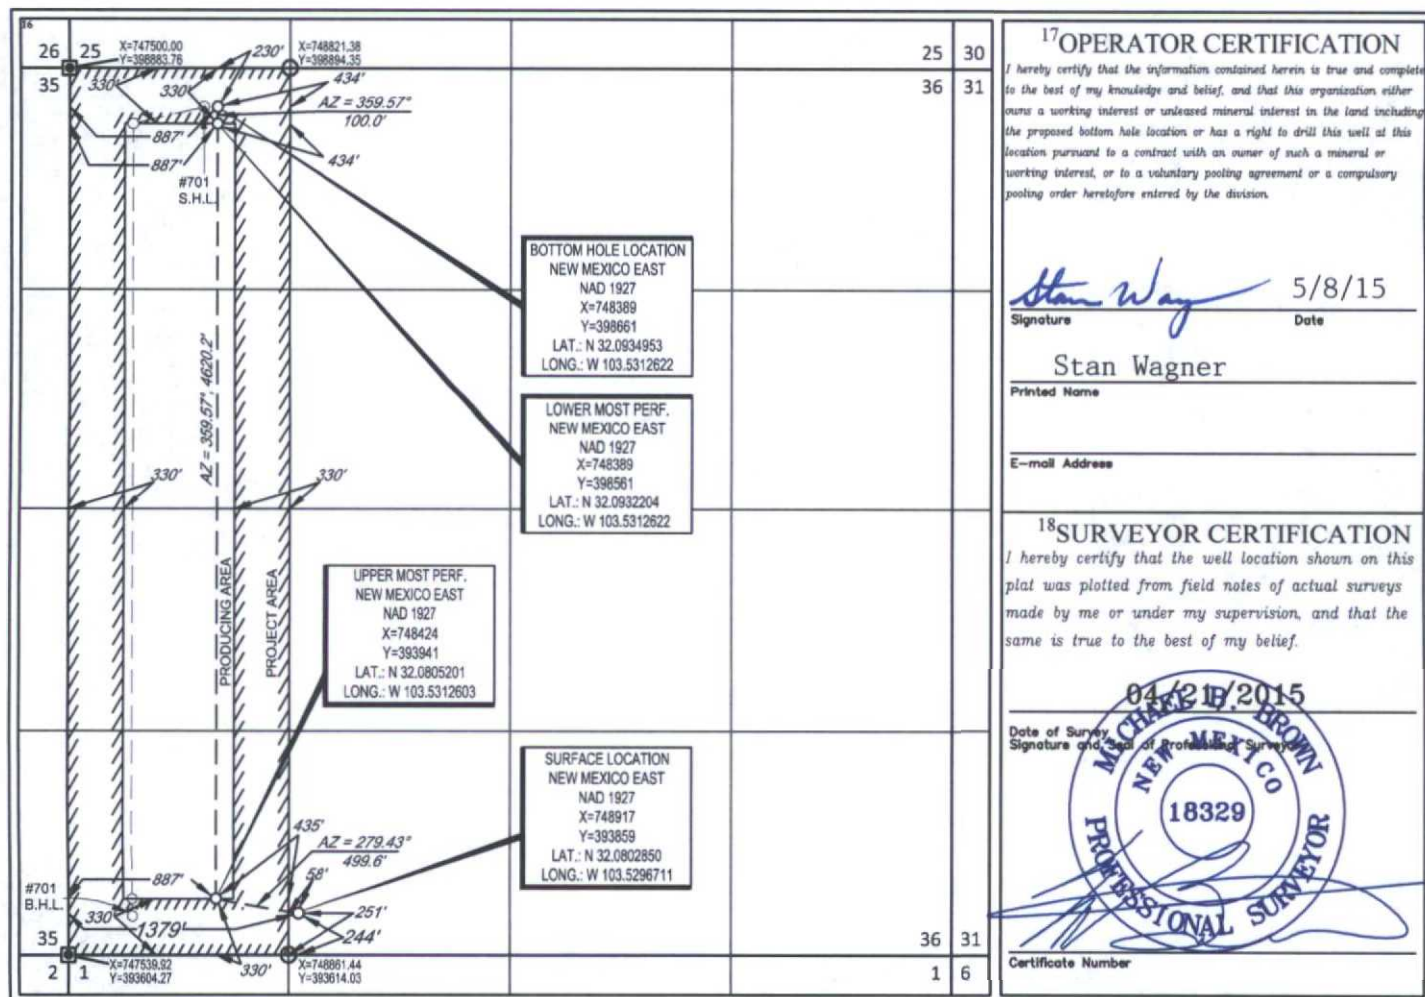 16
26
25
X=747500.00
Y=398883.76
230'
X=748821.38
Y=398894.35
25
30
35
330'
330'
434'
36
31
AZ = 359.57°
100.0'
887'
887'
434'
#701
S.H.L.
BOTTOM HOLE LOCATION
NEW MEXICO EAST
NAD 1927
X=748389
Y=398661
LAT.: N 32.0934953
LONG.: W 103.5312622
AZ = 359.57°, 4620.2'
LOWER MOST PERF.
NEW MEXICO EAST
NAD 1927
X=748389
Y=398561
LAT.: N 32.0932204
LONG.: W 103.5312622
330'
330'
PRODUCING AREA
PROJECT AREA
UPPER MOST PERF.
NEW MEXICO EAST
NAD 1927
X=748424
Y=393941
LAT.: N 32.0805201
LONG.: W 103.5312603
SURFACE LOCATION
NEW MEXICO EAST
NAD 1927
X=748917
Y=393859
LAT.: N 32.0802850
LONG.: W 103.5296711
435'
AZ = 279.43°
499.6'
58'
887'
#701
B.H.L.
330'
1379'
251'
244'
35
36
31
2
1
X=747539.92
Y=393604.27
330'
X=748861.44
Y=393614.03
1
6
17OPERATOR CERTIFICATION
I hereby certify that the information contained herein is true and complete
to the best of my knowledge and belief, and that this organization either
owns a working interest or unleased mineral interest in the land including
the proposed bottom hole location or has a right to drill this well at this
location pursuant to a contract with an owner of such a mineral or
working interest, or to a voluntary pooling agreement or a compulsory
pooling order heretofore entered by the division.
Stan Wag
5/8/15
Signature
Date
Stan Wagner
Printed Name
E-mail Address
18SURVEYOR CERTIFICATION
I hereby certify that the well location shown on this
plat was plotted from field notes of actual surveys
made by me or under my supervision, and that the
same is true to the best of my belief.
04/21/2015
Date of Survey
Signature and Seal of Professional Surveyor
MICHAEL B. BROWN
NEW MEXICO
18329
PROFESSIONAL SURVEYOR
Certificate Number